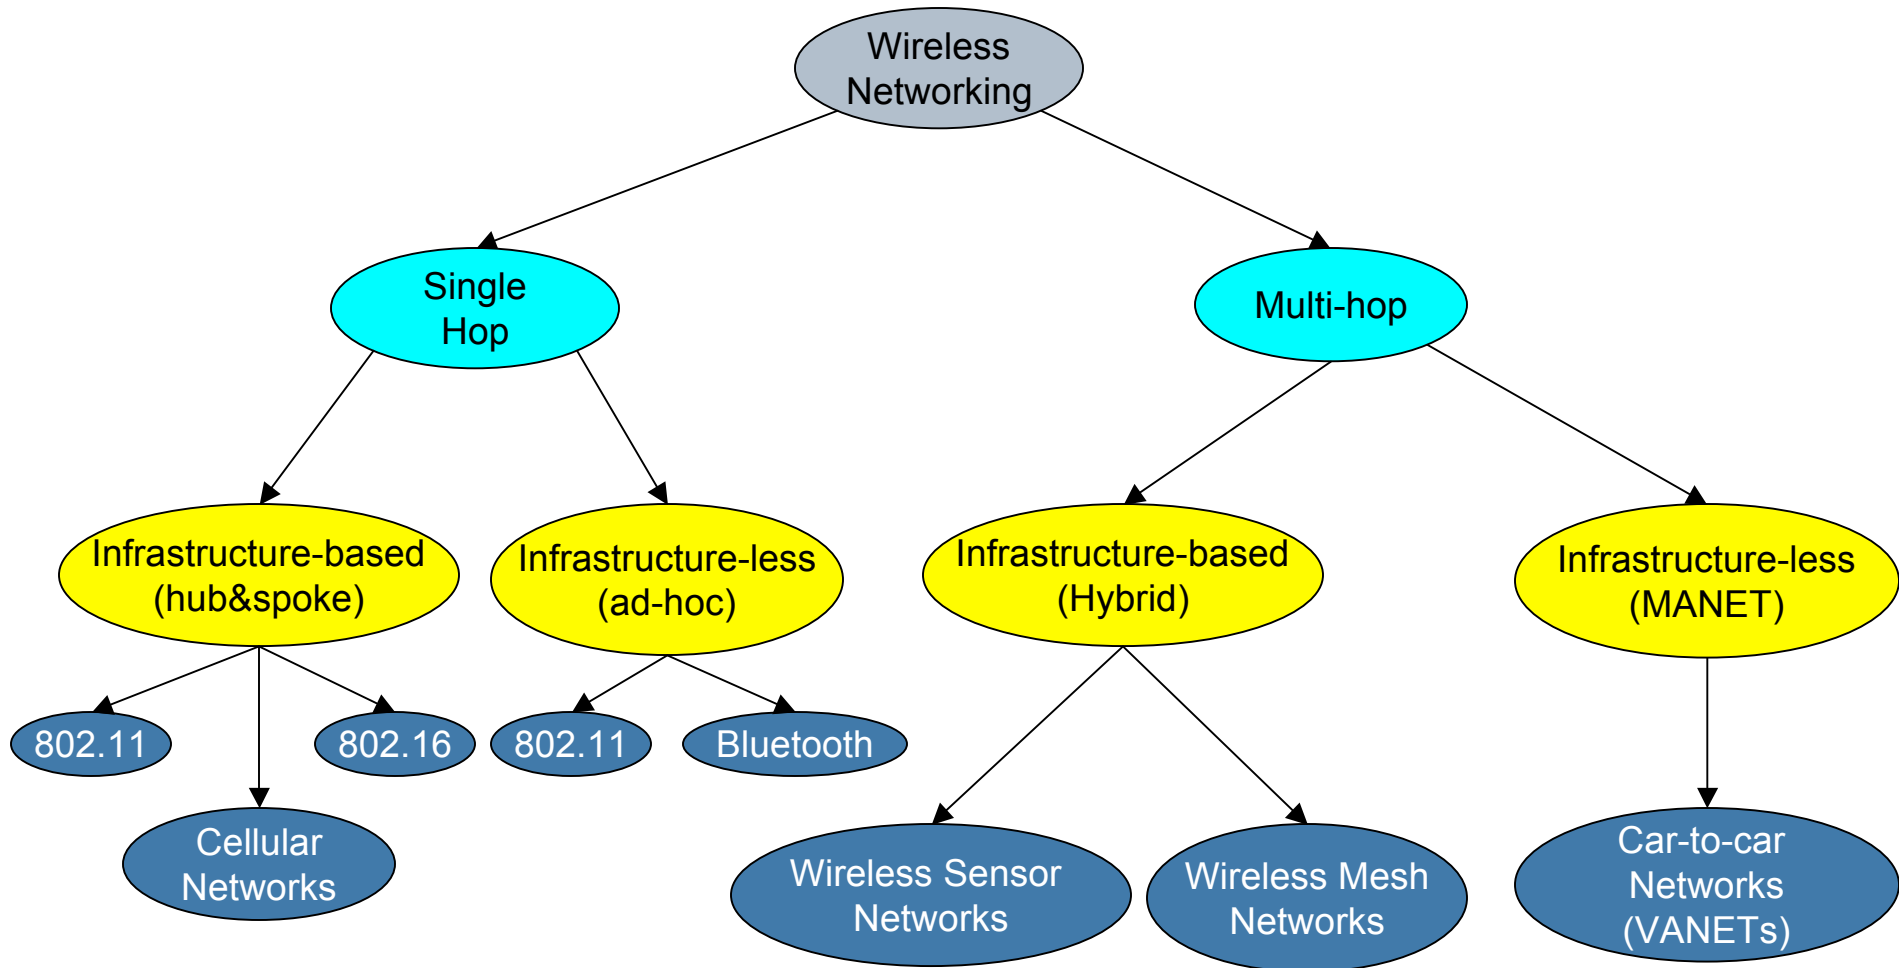 Wireless
Networking
Single
Hop
Multi-hop
Infrastructure-based
(hub&spoke)
Infrastructure-less
(ad-hoc)
Infrastructure-based
(Hybrid)
Infrastructure-less
(MANET)
802.11
802.16
802.11
Bluetooth
Cellular
Networks
Wireless Sensor
Networks
Wireless Mesh
Networks
Car-to-car
Networks
(VANETs)